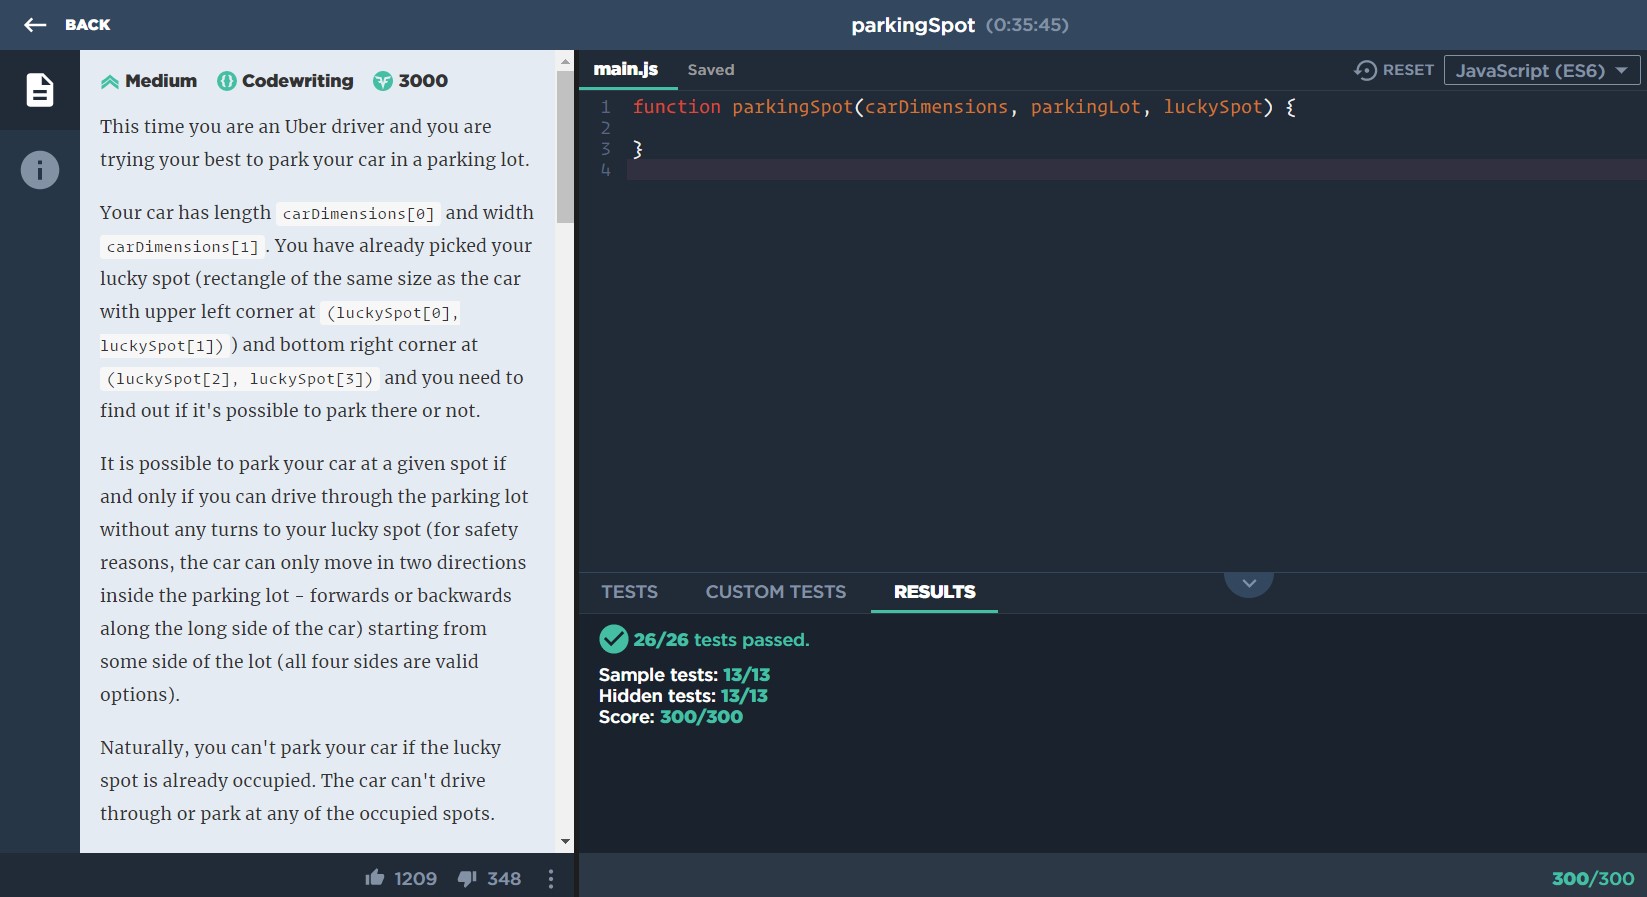 BACK
parkingSpot (0:35:45)
Medium Codewriting 3000
This time you are an Uber driver and you are
trying your best to park your car in a parking lot.
Your car has length carDimensions[0] and width
carDimensions[1]. You have already picked your
lucky spot (rectangle of the same size as the car
with upper left corner at (luckySpot[0],
luckySpot[1])) and bottom right corner at
(luckySpot[2], luckySpot[3]) and you need to
find out if it's possible to park there or not.
It is possible to park your car at a given spot if
and only if you can drive through the parking lot
without any turns to your lucky spot (for safety
reasons, the car can only move in two directions
inside the parking lot - forwards or backwards
along the long side of the car) starting from
some side of the lot (all four sides are valid
options).
Naturally, you can't park your car if the lucky
spot is already occupied. The car can't drive
through or park at any of the occupied spots.
1209 348
main.js Saved
RESET JavaScript (ES6)
1 function parkingSpot(carDimensions, parkingLot, luckySpot) {
2
3 }
4
TESTS CUSTOM TESTS RESULTS
26/26 tests passed.
Sample tests: 13/13
Hidden tests: 13/13
Score: 300/300
300/300